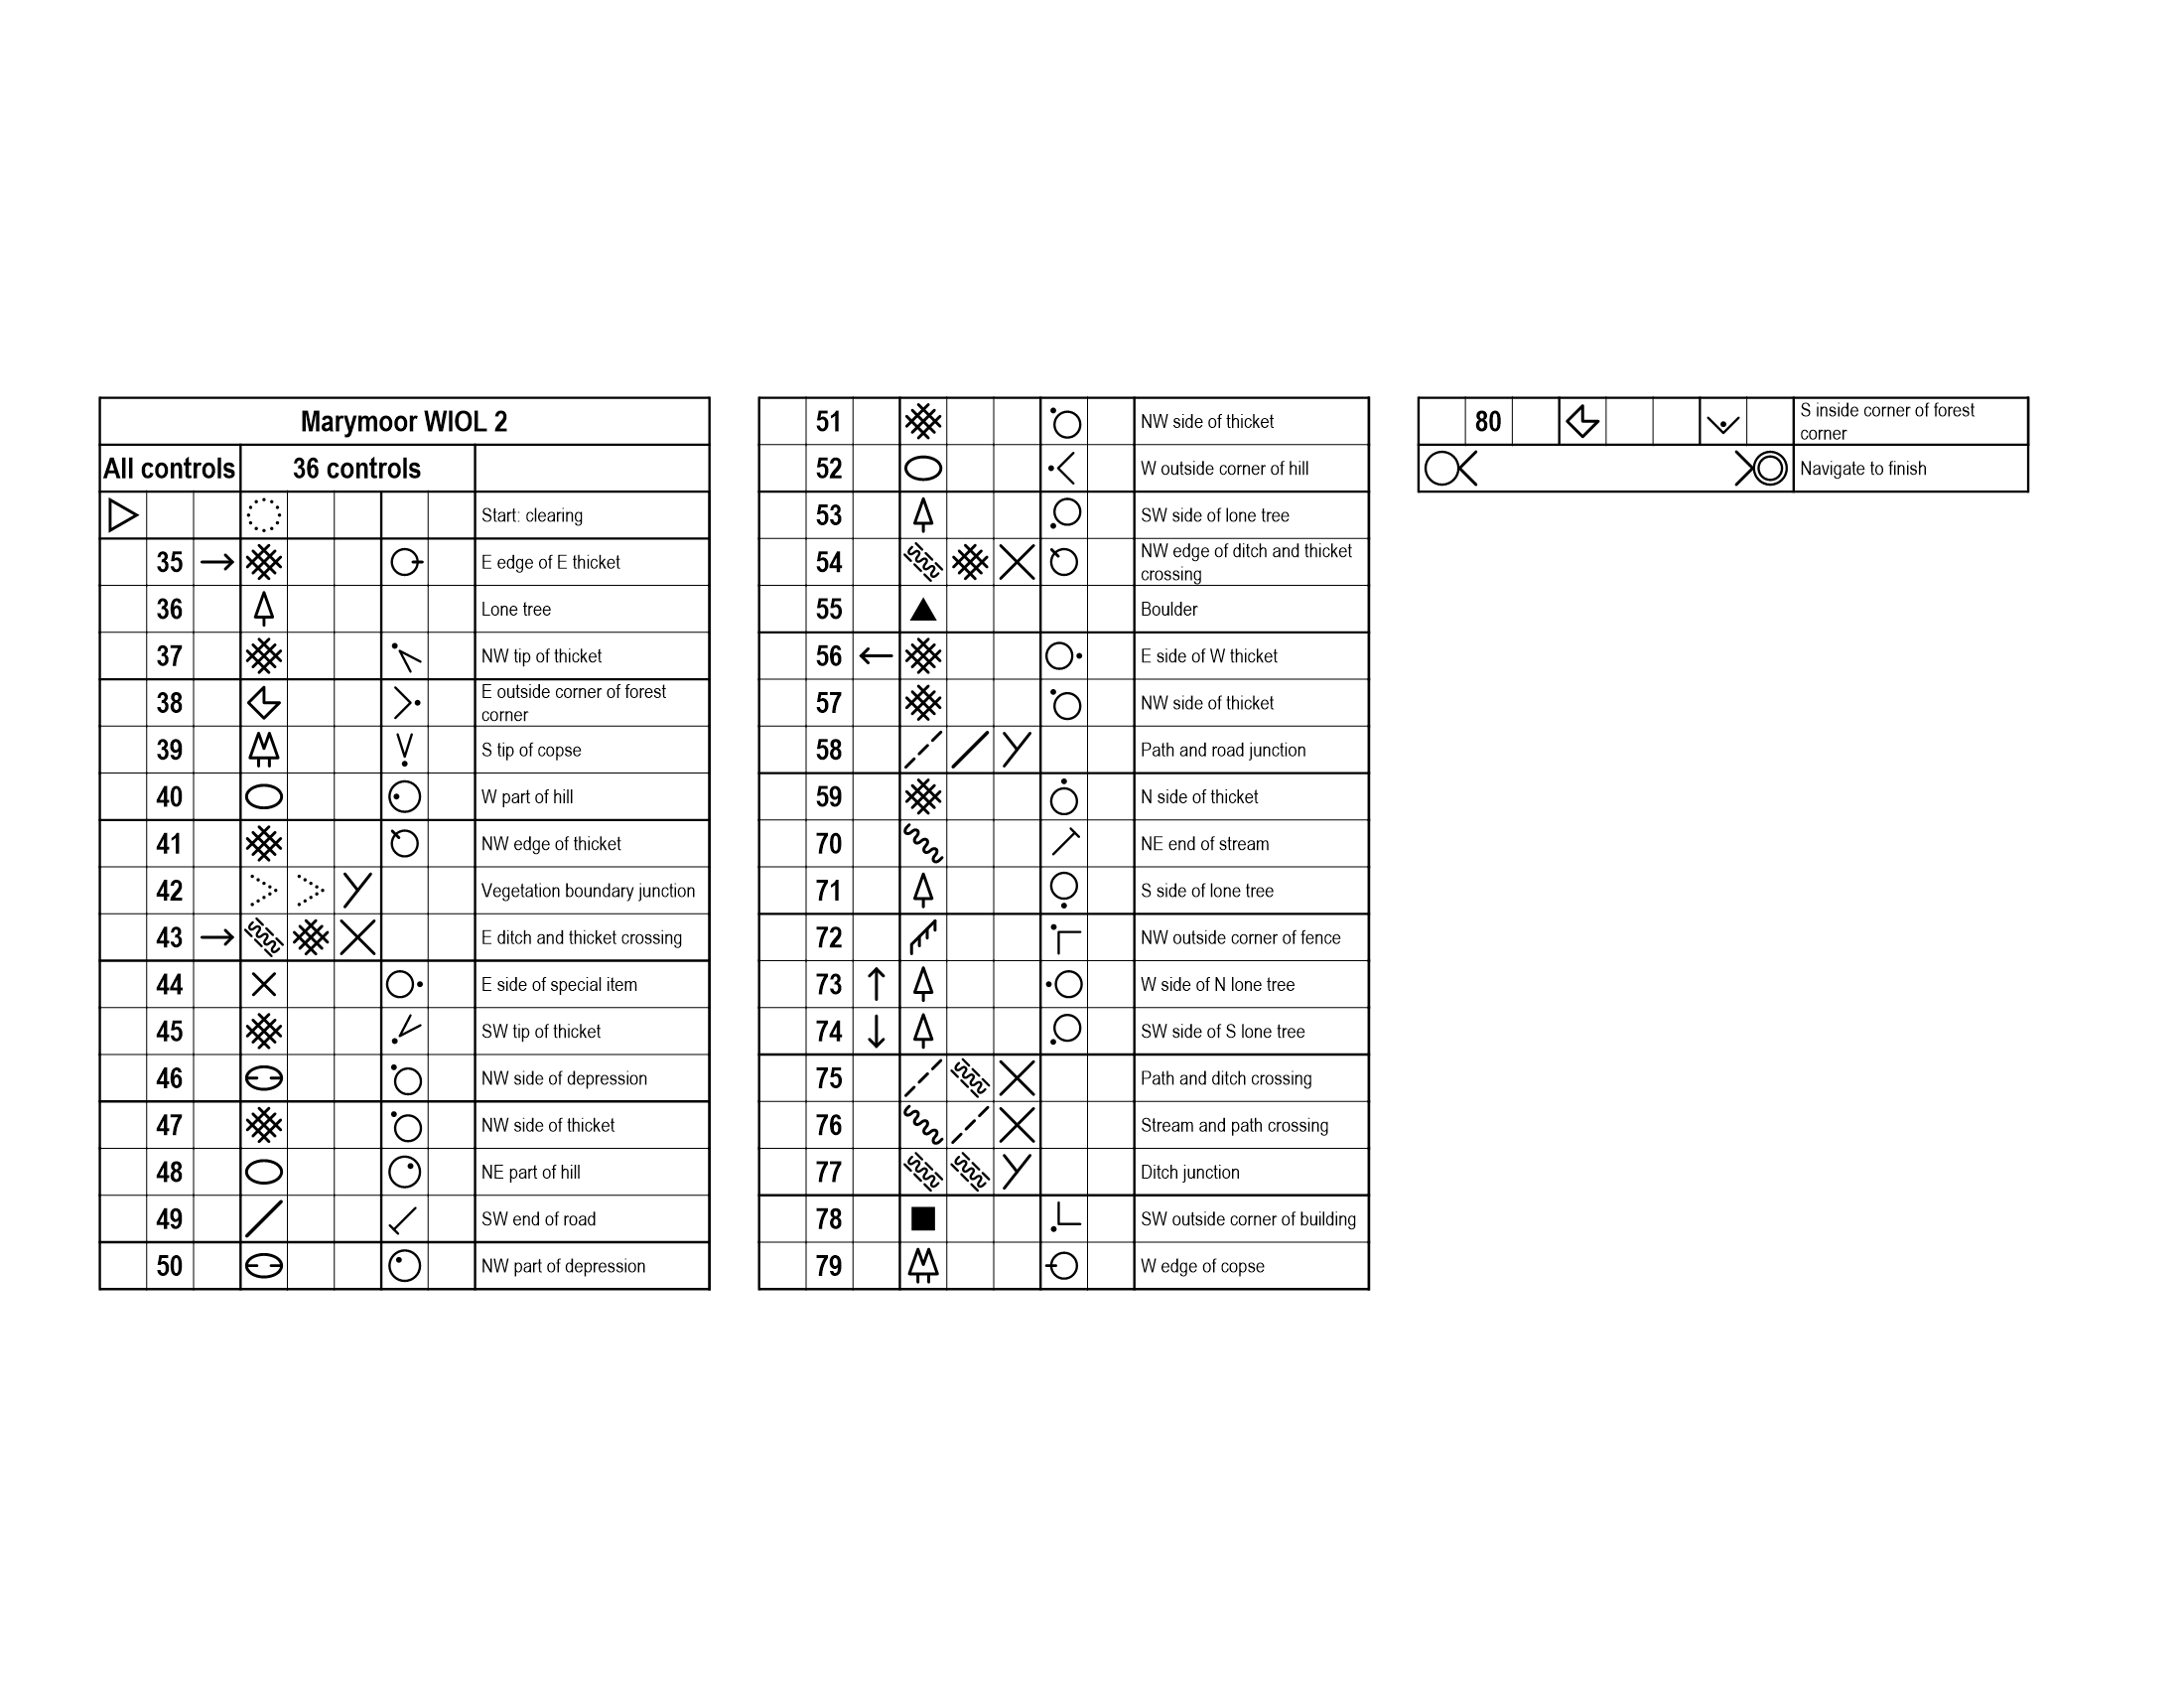 Marymoor WIOL 2
All controls 36 controls
Start: clearing
35 E edge of E thicket
36 Lone tree
37 NW tip of thicket
38 E outside corner of forest
corner
39 S tip of copse
40 W part of hill
41 NW edge of thicket
42 Vegetation boundary junction
43 E ditch and thicket crossing
44 E side of special item
45 SW tip of thicket
46 NW side of depression
47 NW side of thicket
48 NE part of hill
49 SW end of road
50 NW part of depression
51 NW side of thicket
52 W outside corner of hill
53 SW side of lone tree
54 NW edge of ditch and thicket
crossing
55 Boulder
56 E side of W thicket
57 NW side of thicket
58 Path and road junction
59 N side of thicket
70 NE end of stream
71 S side of lone tree
72 NW outside corner of fence
73 W side of N lone tree
74 SW side of S lone tree
75 Path and ditch crossing
76 Stream and path crossing
77 Ditch junction
78 SW outside corner of building
79 W edge of copse
80 S inside corner of forest
corner
Navigate to finish